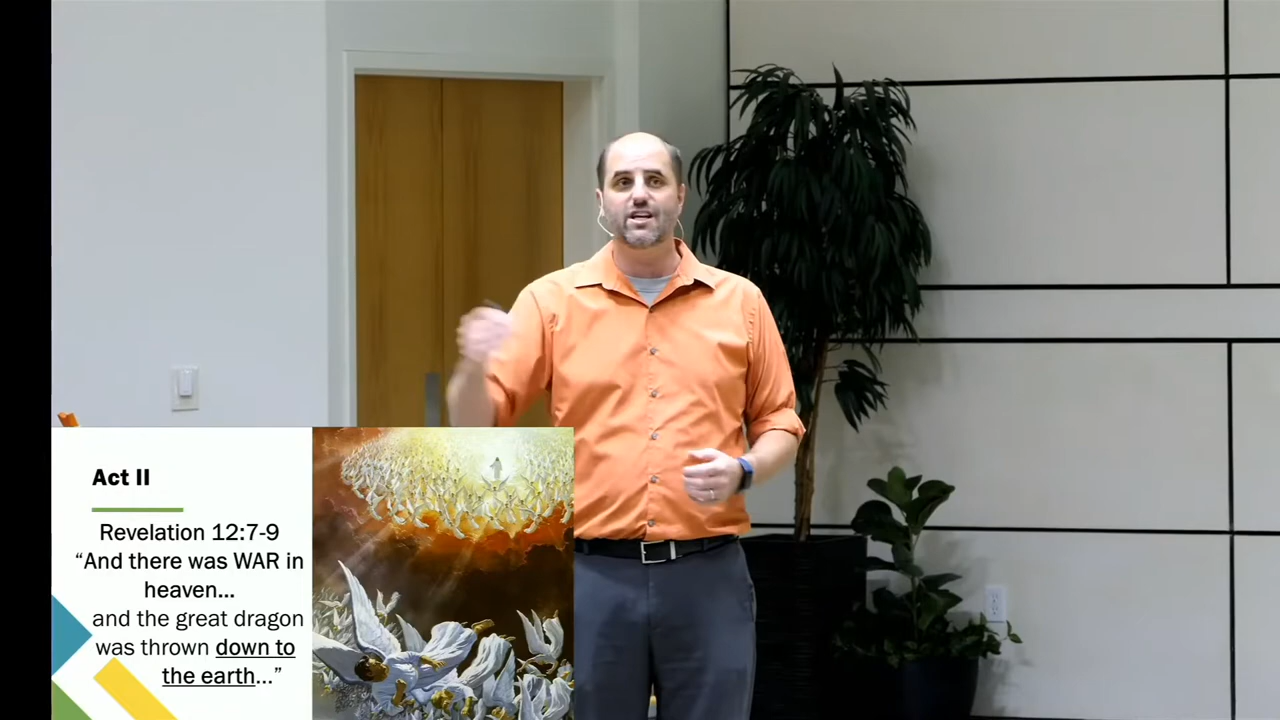 Act II
Revelation 12:7-9
“And there was WAR in
heaven...
and the great dragon
was thrown down to
the earth...”